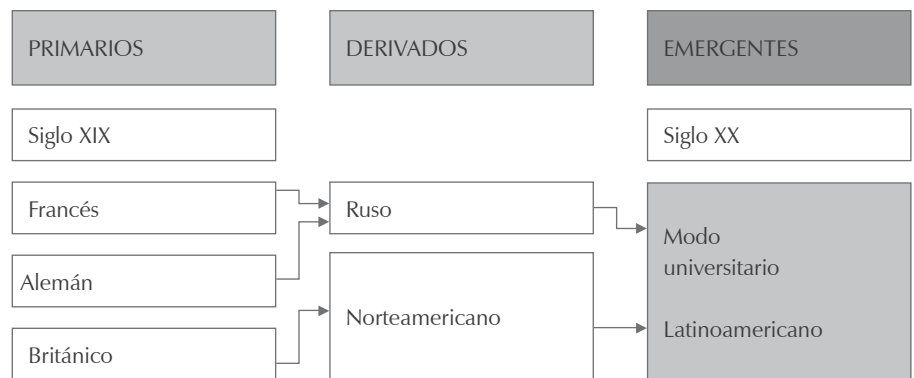 PRIMARIOS
DERIVADOS
EMERGENTES
Siglo XIX
Siglo XX
Francés
Ruso
Modo
universitario
Alemán
Norteamericano
Latinoamericano
Británico